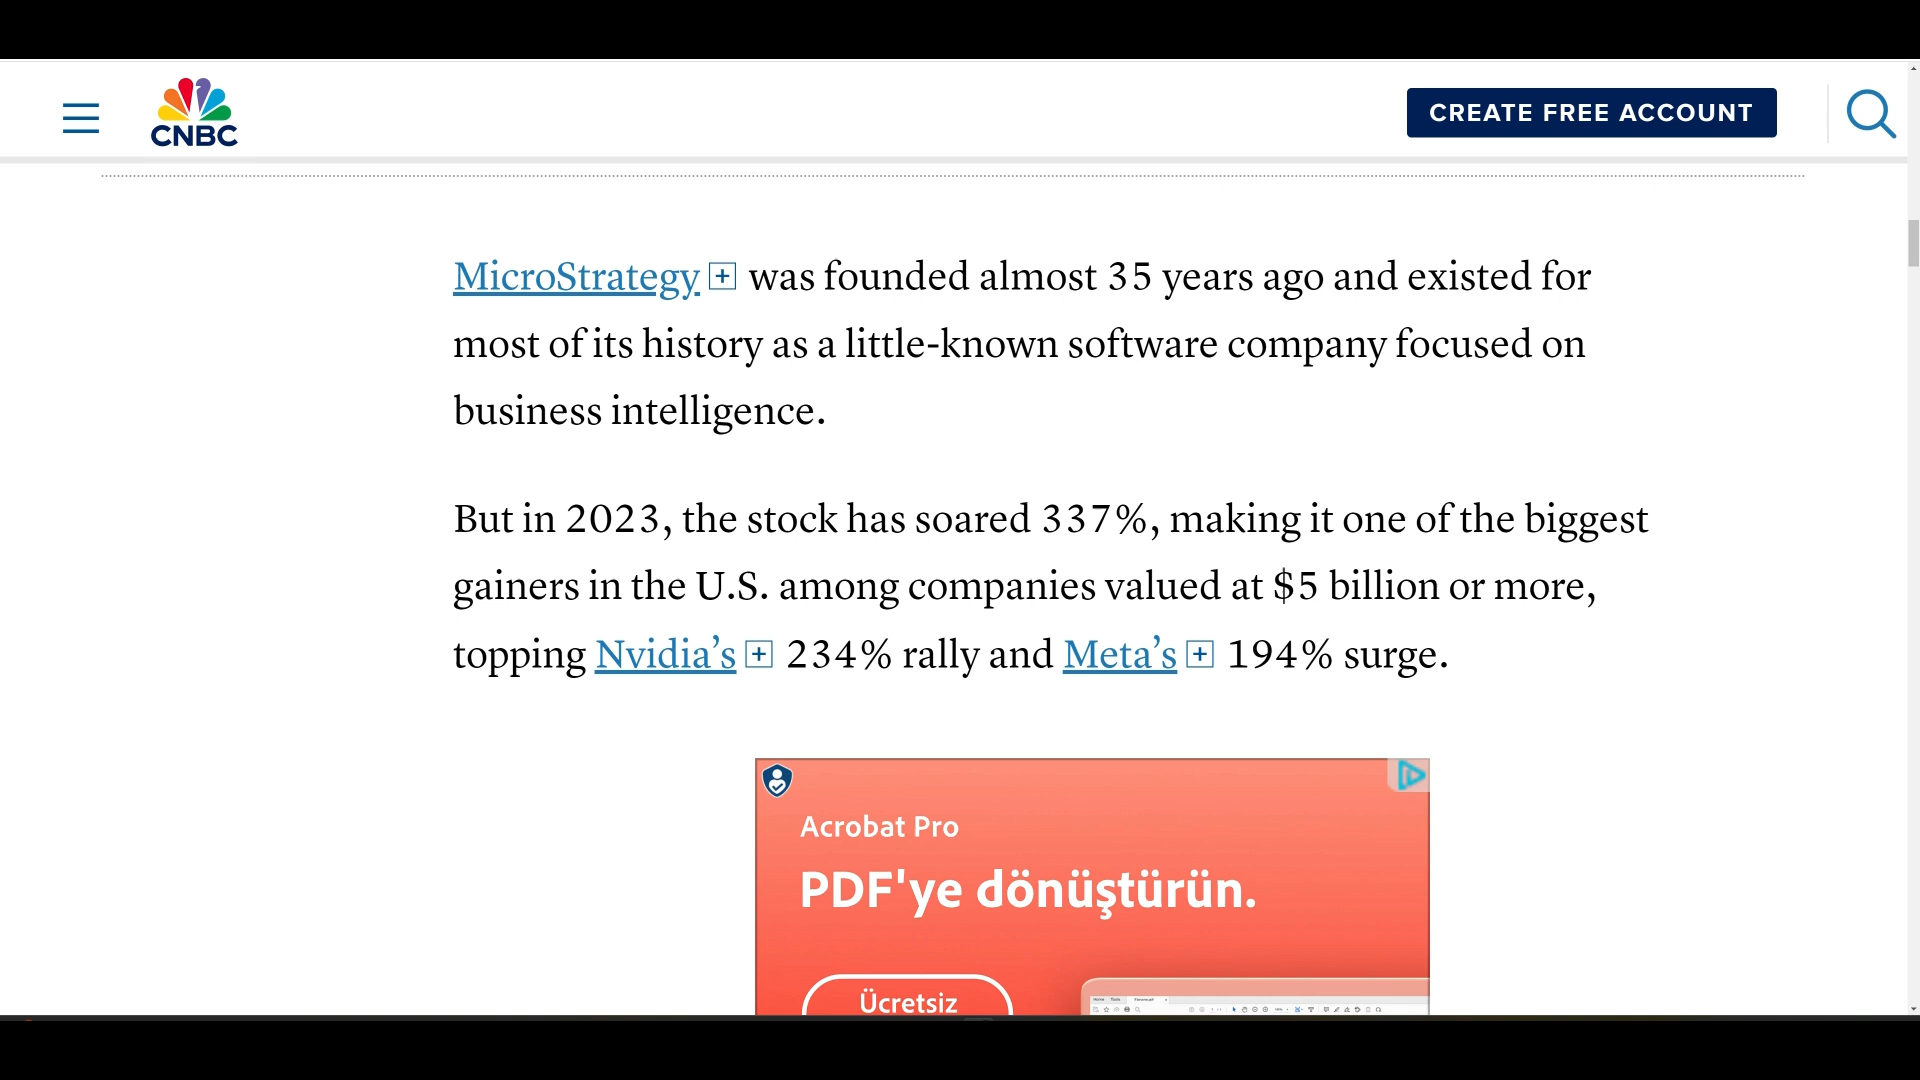 CNBC
CREATE FREE ACCOUNT
MicroStrategy was founded almost 35 years ago and existed for
most of its history as a little-known software company focused on
business intelligence.
But in 2023, the stock has soared 337%, making it one of the biggest
gainers in the U.S. among companies valued at $5 billion or more,
topping Nvidia’s 234% rally and Meta’s 194% surge.
Acrobat Pro
PDF'ye dönüştürün.
Ücretsiz
Home Tools